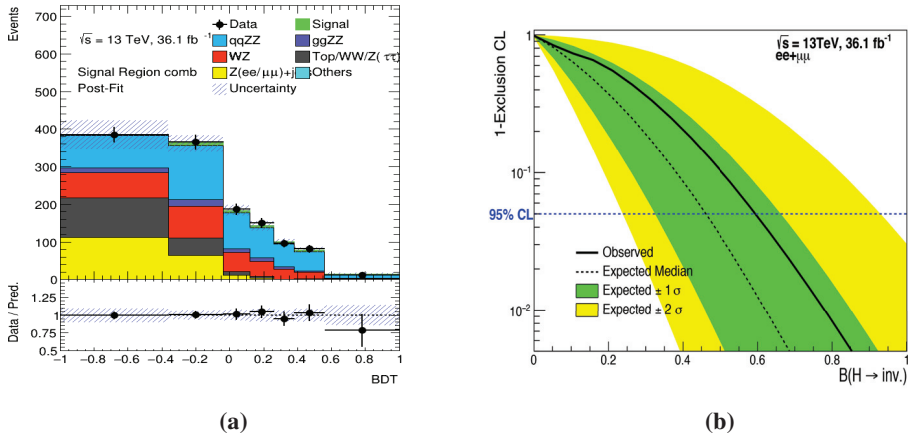 Events
700
600
500
400
300
200
100
0
√s = 13 TeV, 36.1 fb⁻¹
Signal Region comb
Post-Fit
Data
Signal
qqZZ
ggZZ
WZ
Top/WW/Z(ττ)
Z(ee/μμ)+j
Others
Uncertainty
Data / Pred.
1.25
1
0.75
0.5
−1 −0.8 −0.6 −0.4 −0.2 0 0.2 0.4 0.6 0.8 1
BDT
(a)
1-Exclusion CL
1
10⁻¹
10⁻²
95% CL
√s = 13TeV, 36.1 fb⁻¹
ee+μμ
Observed
Expected Median
Expected ± 1 σ
Expected ± 2 σ
0 0.2 0.4 0.6 0.8 1
B(H → inv.)
(b)